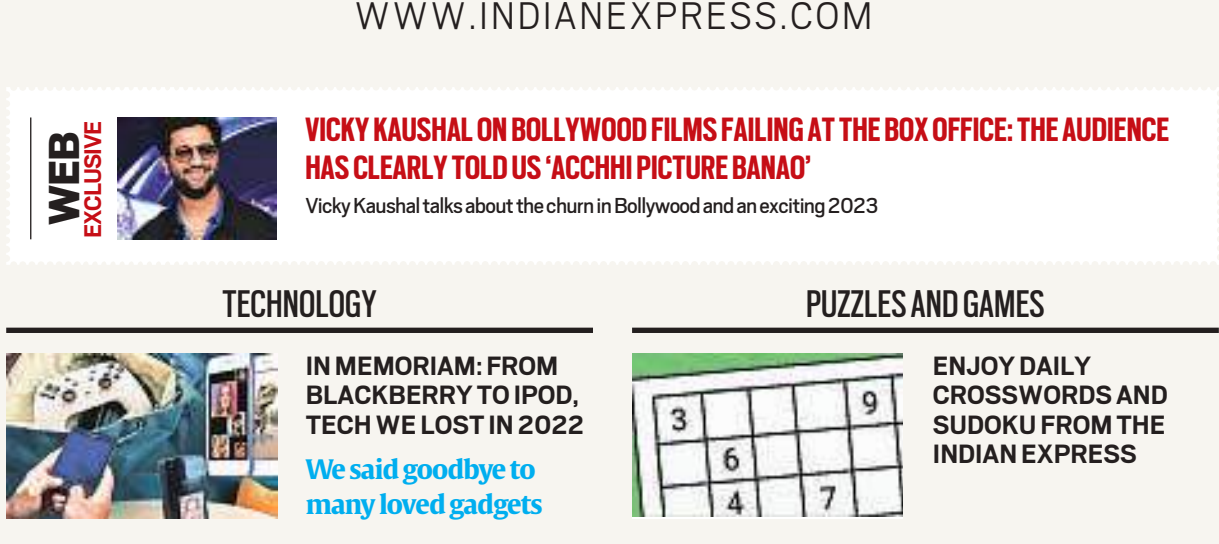 WWW.INDIANEXPRESS.COM
WEB
EXCLUSIVE
VICKY KAUSHAL ON BOLLYWOOD FILMS FAILING AT THE BOX OFFICE: THE AUDIENCE
HAS CLEARLY TOLD US ‘ACCHHI PICTURE BANAO’
Vicky Kaushal talks about the churn in Bollywood and an exciting 2023
TECHNOLOGY
IN MEMORIAM: FROM
BLACKBERRY TO IPOD,
TECH WE LOST IN 2022
We said goodbye to
many loved gadgets
PUZZLES AND GAMES
3 9
6
4 7
ENJOY DAILY
CROSSWORDS AND
SUDOKU FROM THE
INDIAN EXPRESS